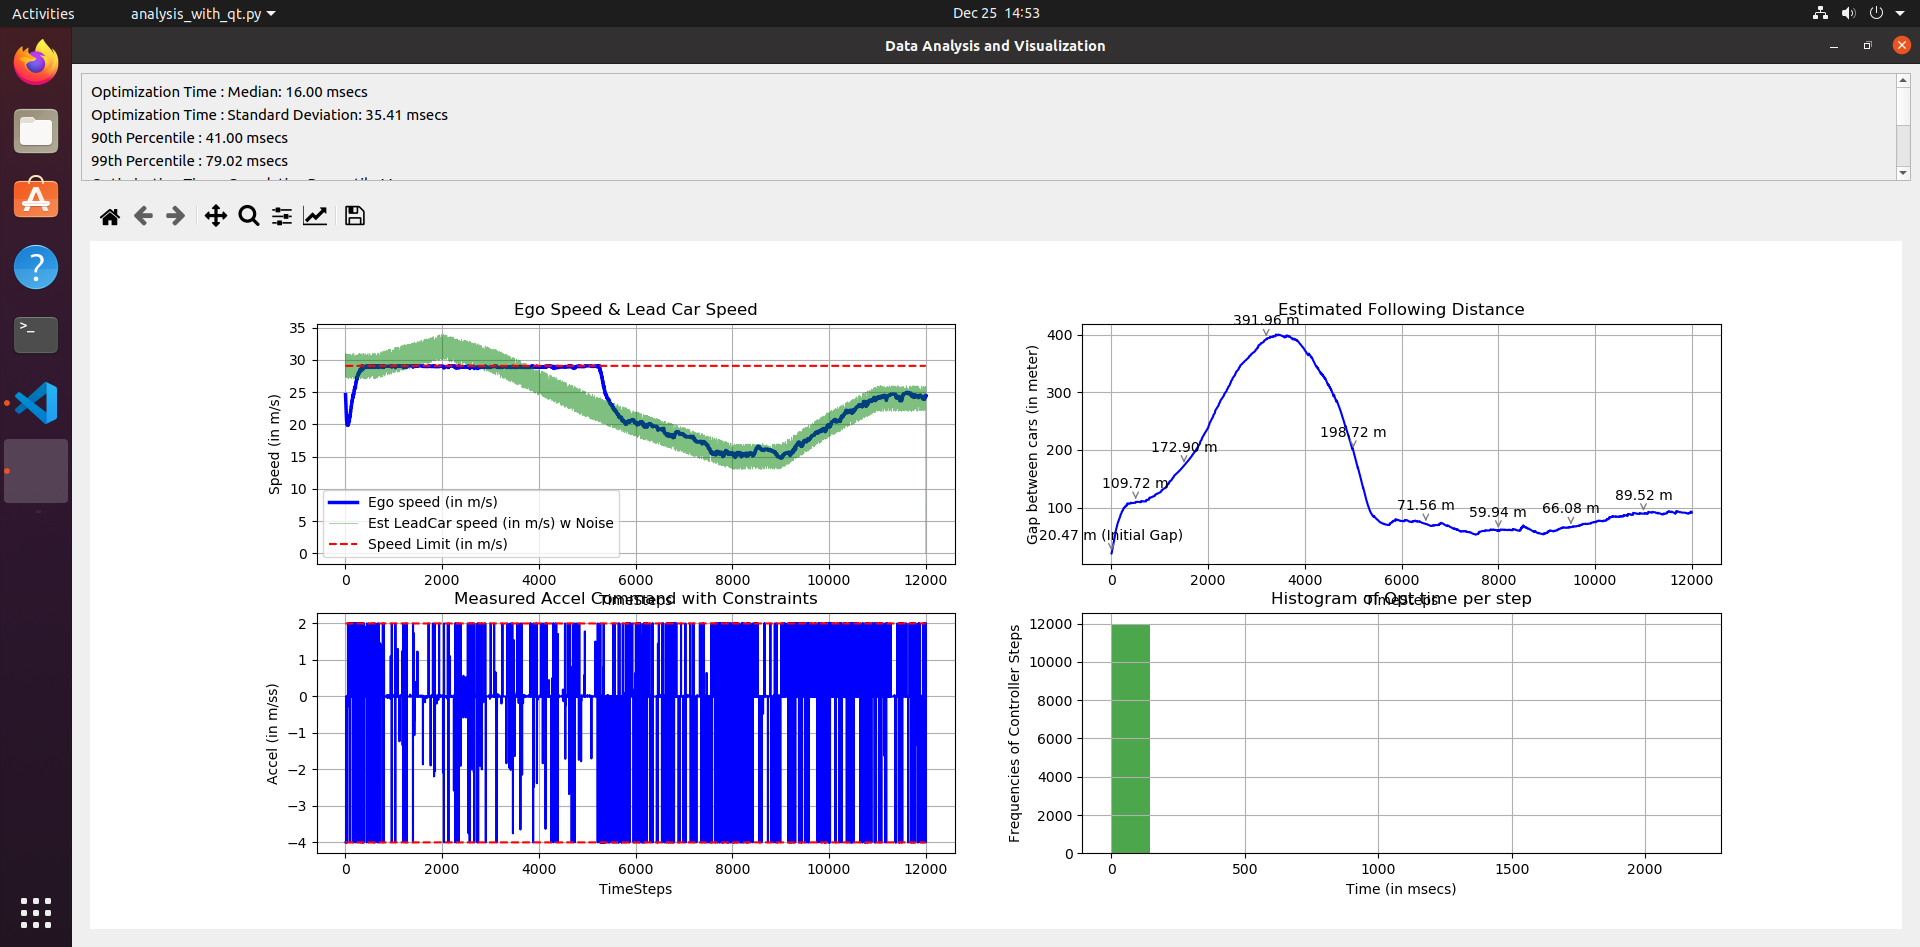 Activities
analysis_with_qt.py
Dec 25 14:53
Data Analysis and Visualization
Optimization Time : Median: 16.00 msecs
Optimization Time : Standard Deviation: 35.41 msecs
90th Percentile : 41.00 msecs
99th Percentile : 79.02 msecs
Ego Speed & Lead Car Speed
Speed (in m/s)
35
30
25
20
15
10
5
0
Ego speed (in m/s)
Est LeadCar speed (in m/s) w Noise
Speed Limit (in m/s)
0 2000 4000 6000 8000 10000 12000
TimeSteps
Estimated Following Distance
Gap between cars (in meter)
400
300
200
100
391.96 m
172.90 m
198.72 m
109.72 m
71.56 m
59.94 m
66.08 m
89.52 m
20.47 m (Initial Gap)
0 2000 4000 6000 8000 10000 12000
TimeSteps
Measured Accel Command with Constraints
Accel (in m/ss)
2
1
0
−1
−2
−3
−4
0 2000 4000 6000 8000 10000 12000
TimeSteps
Histogram of Opt time per step
Frequencies of Controller Steps
12000
10000
8000
6000
4000
2000
0
0 500 1000 1500 2000
Time (in msecs)